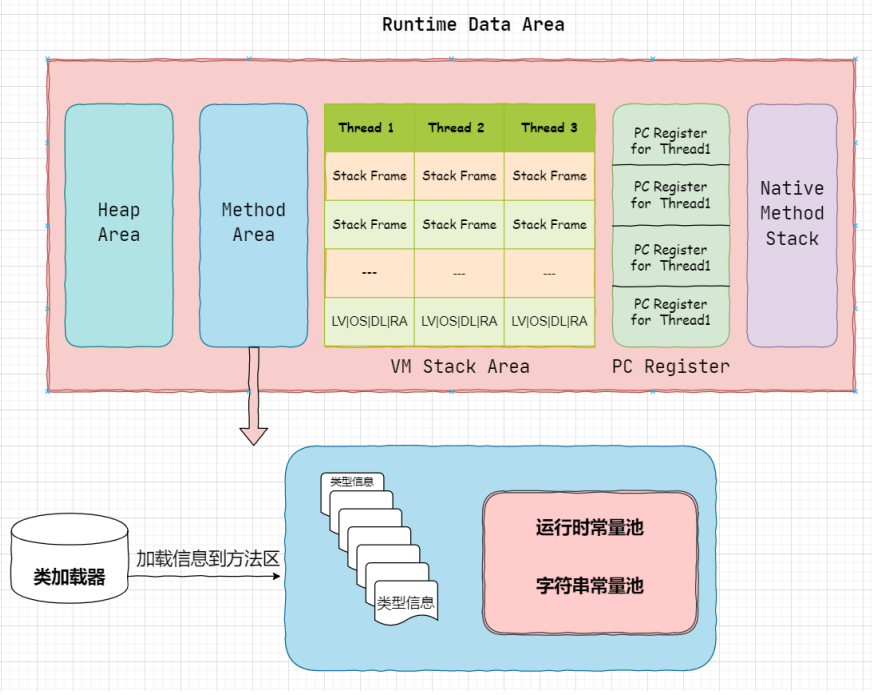 Runtime Data Area
Heap
Area
Method
Area
Thread 1 Thread 2 Thread 3
Stack Frame Stack Frame Stack Frame
Stack Frame Stack Frame Stack Frame
--- --- ---
LV|OS|DL|RA LV|OS|DL|RA LV|OS|DL|RA
VM Stack Area
PC Register
for Thread1
PC Register
for Thread1
PC Register
for Thread1
PC Register
for Thread1
PC Register
Native
Method
Stack
类加载器
加载信息到方法区
类型信息
类型信息
运行时常量池
字符串常量池